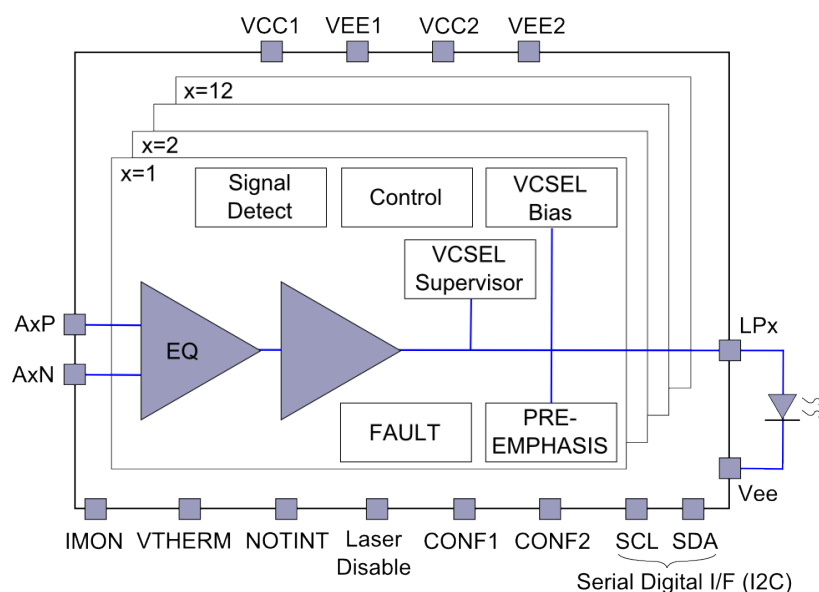 VCC1 VEE1 VCC2 VEE2
x=12
x=2
x=1
Signal
Detect
Control
VCSEL
Bias
VCSEL
Supervisor
AxP
AxN
EQ
LPx
FAULT
PRE-
EMPHASIS
Vee
IMON VTHERM NOTINT Laser
Disable
CONF1 CONF2 SCL SDA
Serial Digital I/F (I2C)